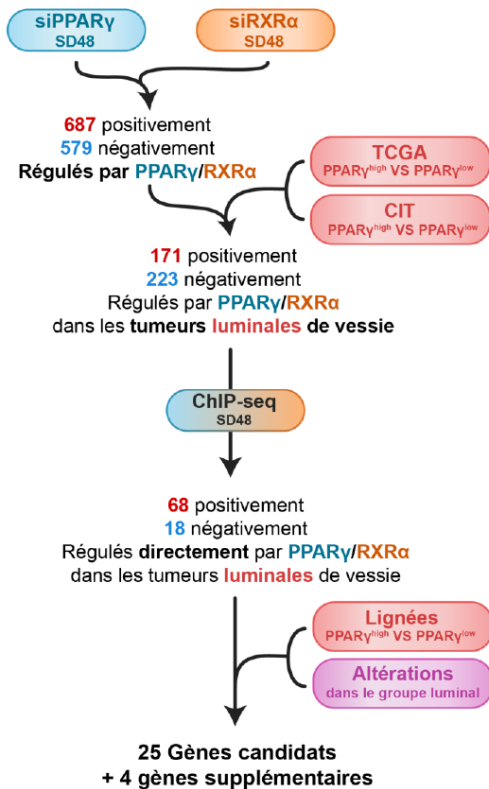 siPPARγ
SD48
siRXRα
SD48
687 positivement
579 négativement
Régulés par PPARγ/RXRα
TCGA
PPARγhigh VS PPARγlow
CIT
PPARγhigh VS PPARγlow
171 positivement
223 négativement
Régulés par PPARγ/RXRα
dans les tumeurs luminales de vessie
ChIP-seq
SD48
68 positivement
18 négativement
Régulés directement par PPARγ/RXRα
dans les tumeurs luminales de vessie
Lignées
PPARγhigh VS PPARγlow
Altérations
dans le groupe luminal
25 Gènes candidats
+ 4 gènes supplémentaires